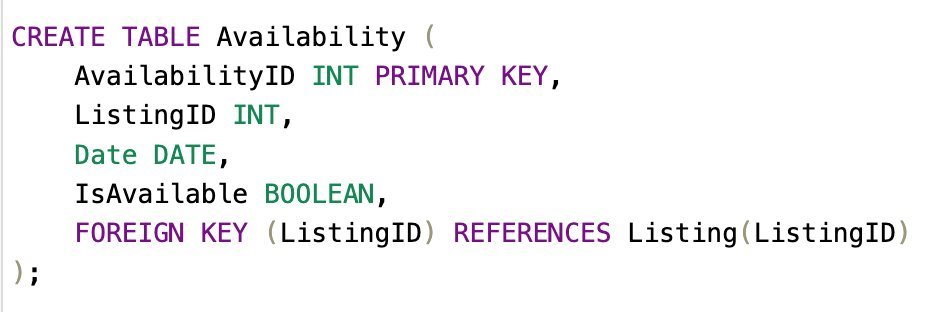 CREATE TABLE Availability (
    AvailabilityID INT PRIMARY KEY,
    ListingID INT,
    Date DATE,
    IsAvailable BOOLEAN,
    FOREIGN KEY (ListingID) REFERENCES Listing(ListingID)
);